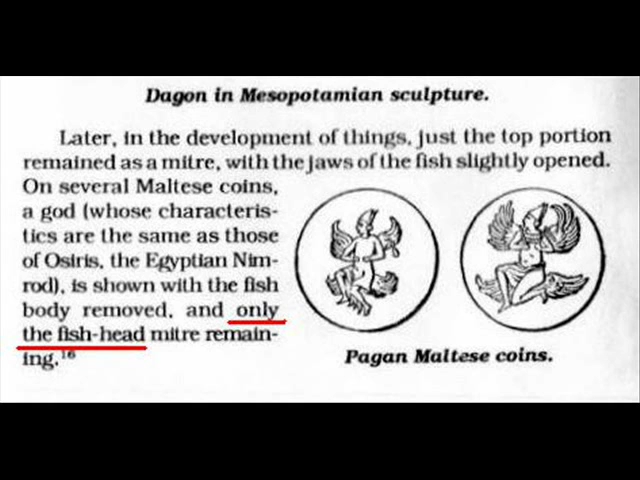 Dagon in Mesopotamian sculpture.
Later, in the development of things, just the top portion
remained as a mitre, with the jaws of the fish slightly opened.
On several Maltese coins,
a god (whose characteris-
tics are the same as those
of Osiris, the Egyptian Nim-
rod), is shown with the fish
body removed, and only
the fish-head mitre remain-
ing.16
Pagan Maltese coins.